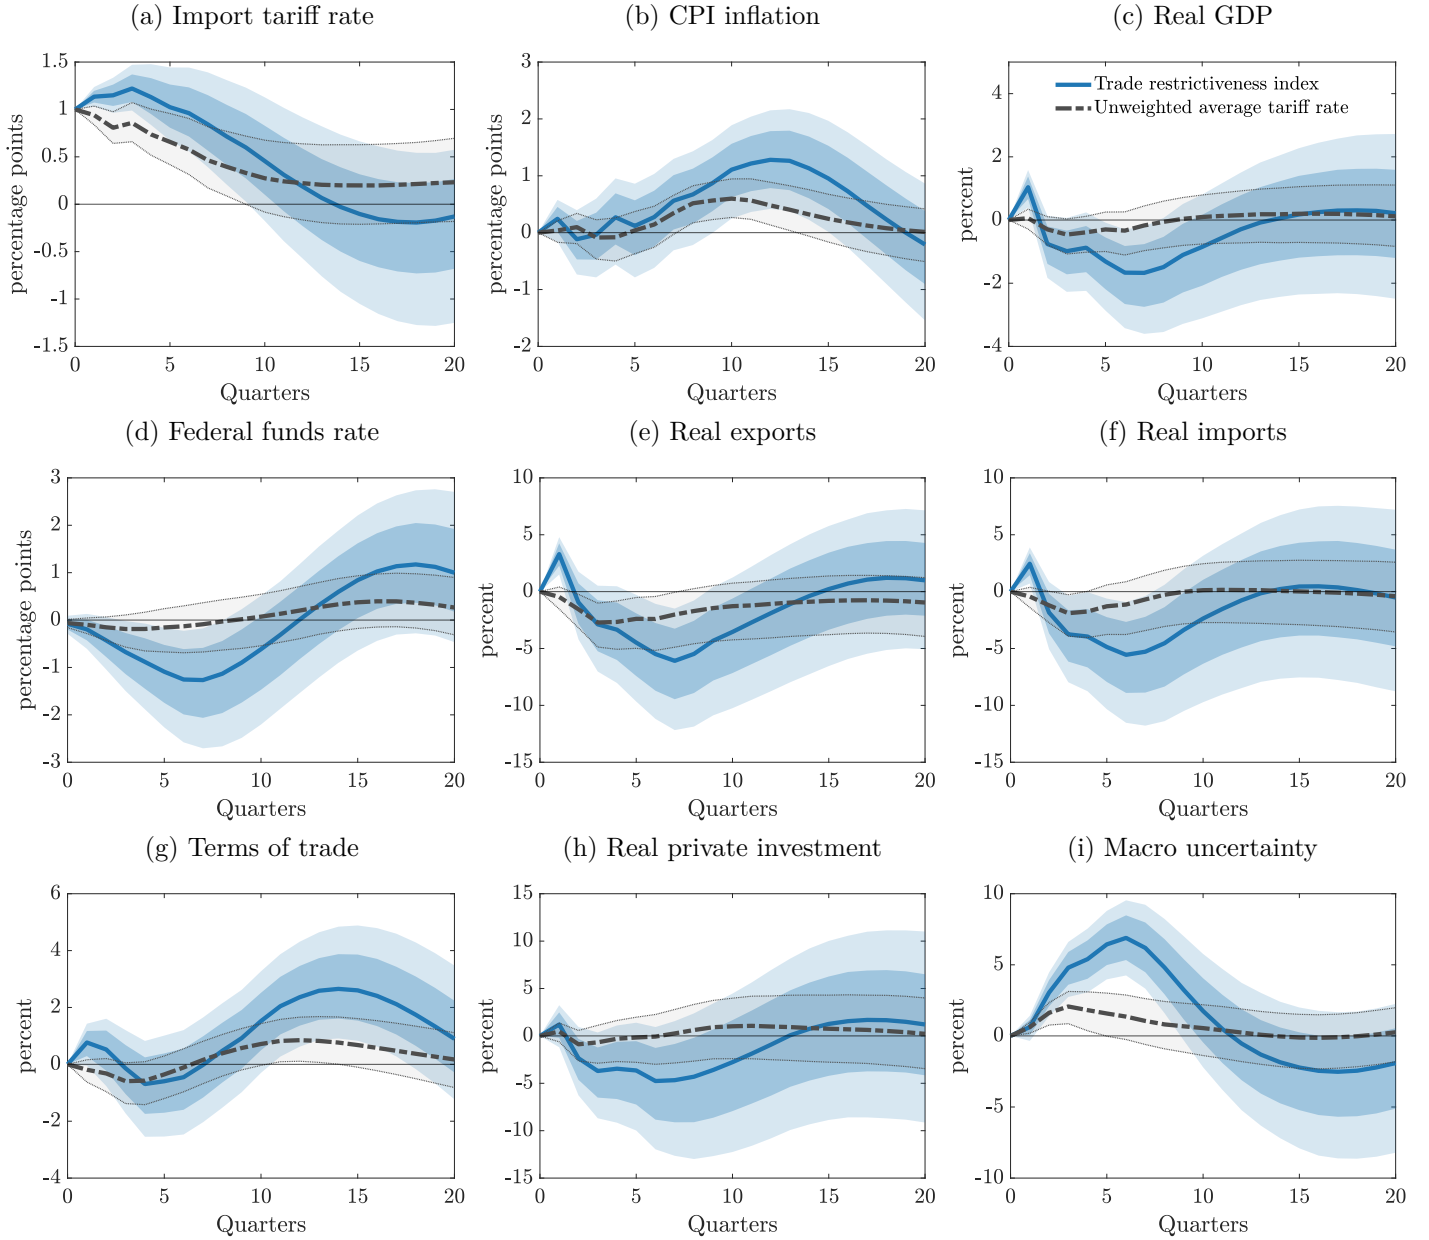 (a) Import tariff rate
(b) CPI inflation
(c) Real GDP
percentage points
1.5
1
0.5
0
-0.5
-1
-1.5
0 5 10 15 20
Quarters
percentage points
3
2
1
0
-1
-2
0 5 10 15 20
Quarters
percent
4
2
0
-2
-4
0 5 10 15 20
Quarters
Trade restrictiveness index
Unweighted average tariff rate
(d) Federal funds rate
(e) Real exports
(f) Real imports
percentage points
3
2
1
0
-1
-2
-3
0 5 10 15 20
Quarters
percent
10
5
0
-5
-10
-15
0 5 10 15 20
Quarters
percent
10
5
0
-5
-10
-15
0 5 10 15 20
Quarters
(g) Terms of trade
(h) Real private investment
(i) Macro uncertainty
percent
6
4
2
0
-2
-4
0 5 10 15 20
Quarters
percent
15
10
5
0
-5
-10
-15
0 5 10 15 20
Quarters
percent
10
5
0
-5
-10
0 5 10 15 20
Quarters